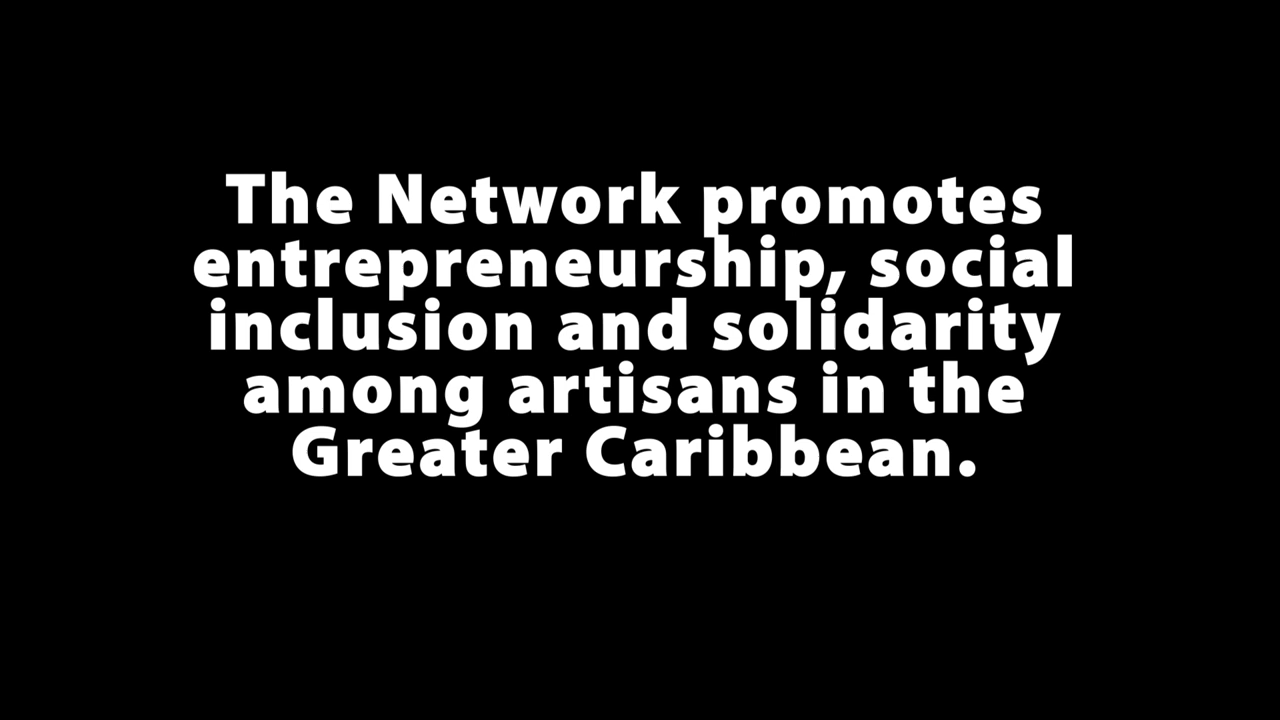 The Network promotes
entrepreneurship, social
inclusion and solidarity
among artisans in the
Greater Caribbean.